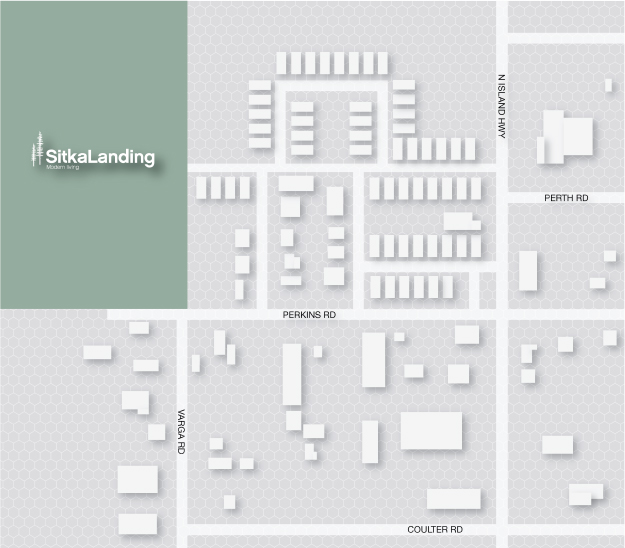 N ISLAND HWY
SitkaLanding
Modern living
PERTH RD
PERKINS RD
VARGA RD
COULTER RD